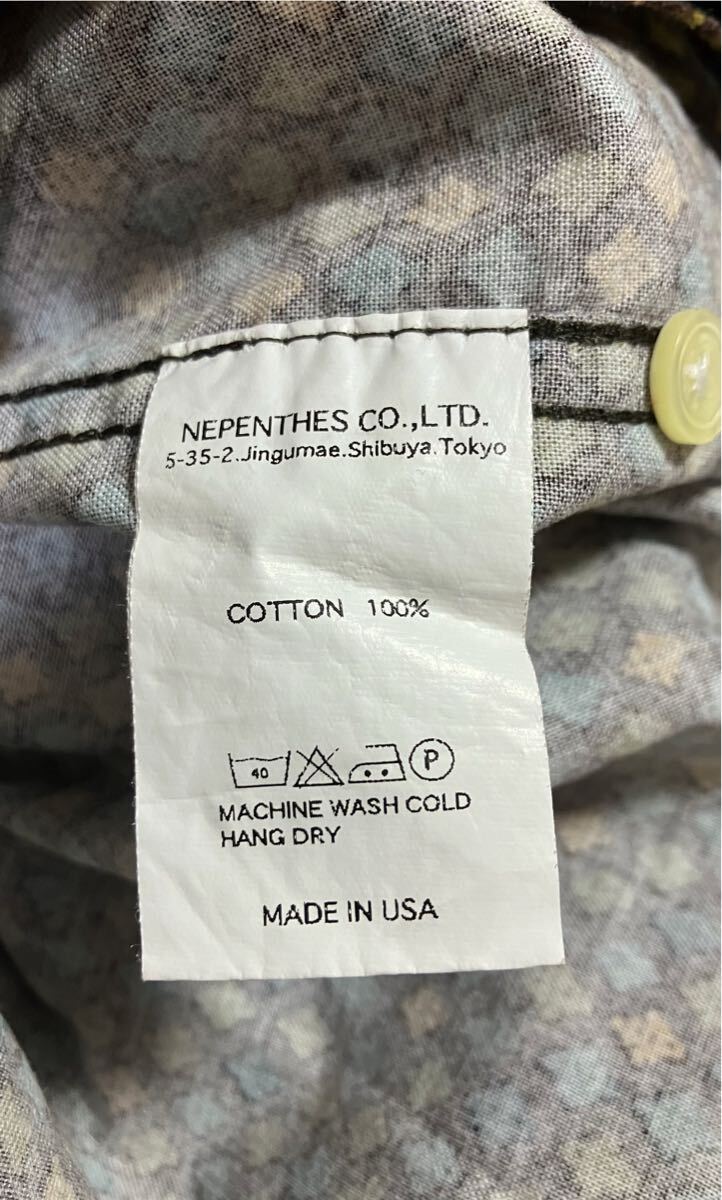 NEPENTHES CO.,LTD.
5-35-2.Jingumae.Shibuya.Tokyo
COTTON 100%
40 P
MACHINE WASH COLD
HANG DRY
MADE IN USA